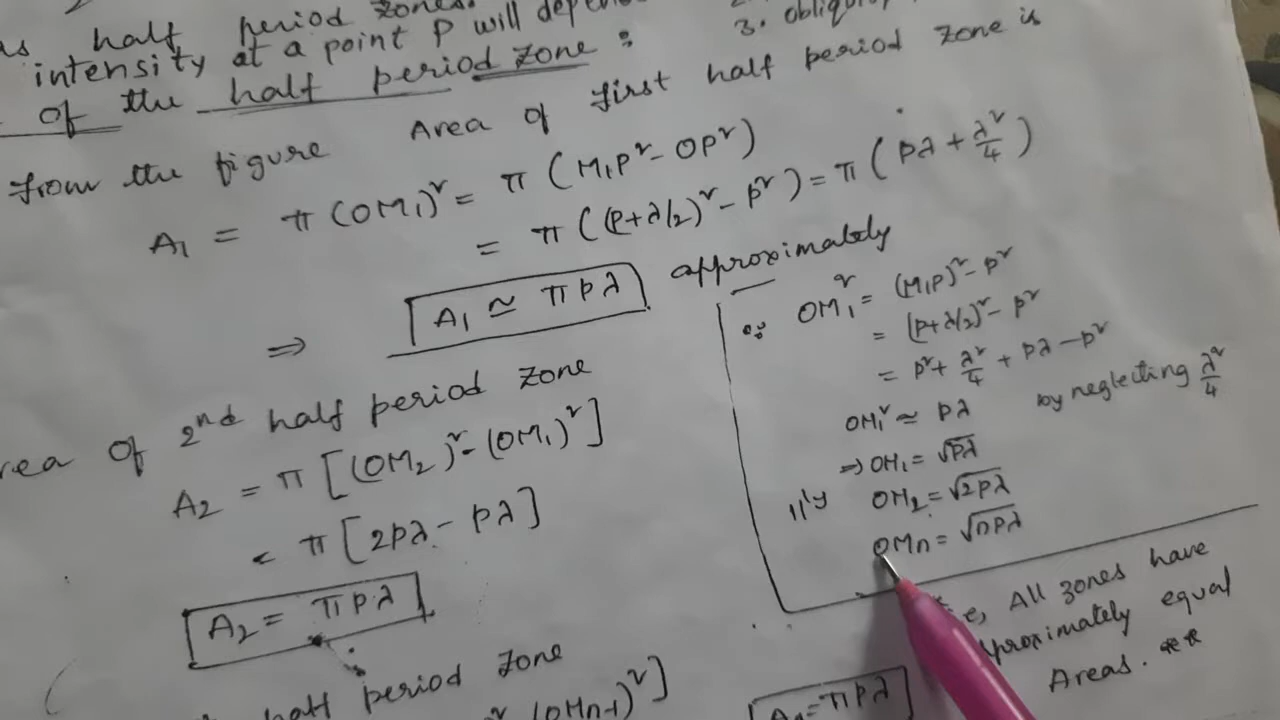 half period zones.
intensity at a point P will depend
3. obliquity
of the half period zone :
From the figure Area of first half period zone is
A₁ = π(OM₁)² = π(M₁P² - OP²)
= π((P+λ/2)² - P²) = π(Pλ + λ²/4)
⇒ A₁ ≃ πPλ approximately
∵ OM₁² = (M₁P)² - P²
= (P+λ/2)² - P²
= P² + λ²/4 + Pλ - P²
OM₁² ≃ Pλ by neglecting λ²/4
⇒ OM₁ = √Pλ
lly OM₂ = √2Pλ
OMn = √nPλ
Area of 2nd half period zone
A₂ = π[(OM₂)² - (OM₁)²]
= π[2Pλ - Pλ]
A₂ = πPλ
All zones have
approximately equal
Areas. **
half period zone
(OMn-1)²]
=πPλ